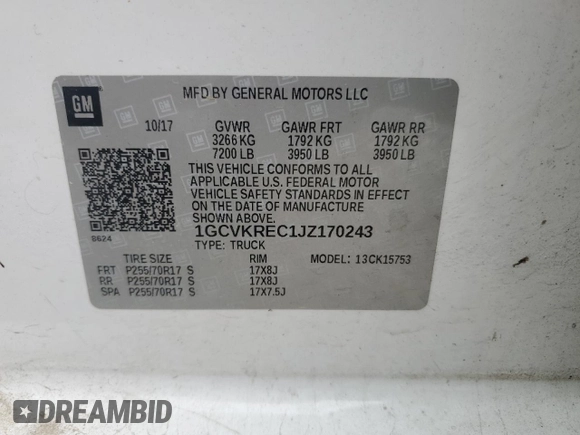 GM
MFD BY GENERAL MOTORS LLC
10/17 GVWR GAWR FRT GAWR RR
3266 KG 1792 KG 1792 KG
7200 LB 3950 LB 3950 LB
THIS VEHICLE CONFORMS TO ALL
APPLICABLE U.S. FEDERAL MOTOR
VEHICLE SAFETY STANDARDS IN EFFECT
ON THE DATE OF MANUFACTURE
SHOWN ABOVE.
8624
1GCVKREC1JZ170243
TYPE: TRUCK MODEL: 13CK15753
TIRE SIZE RIM
FRT P255/70R17 S 17X8J
RR P255/70R17 S 17X8J
SPA P255/70R17 S 17X7.5J
DREAMBID